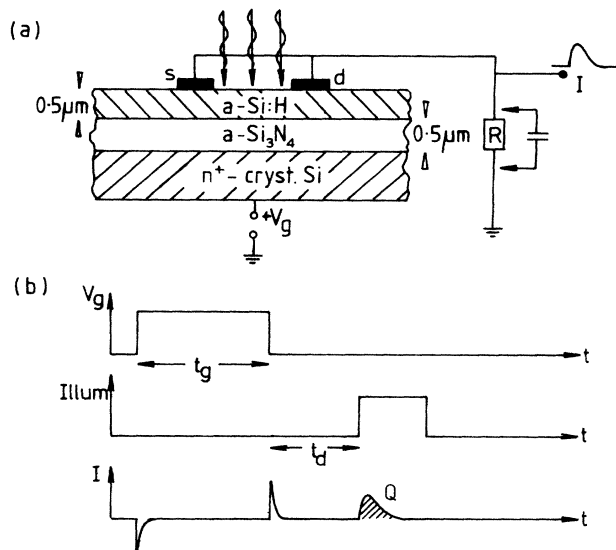 (a)
s
d
I
0·5µm
a-Si:H
a-Si3N4
0·5µm
R
n+- cryst. Si
+Vg
(b)
Vg
tg
t
Illum
td
t
I
Q
t